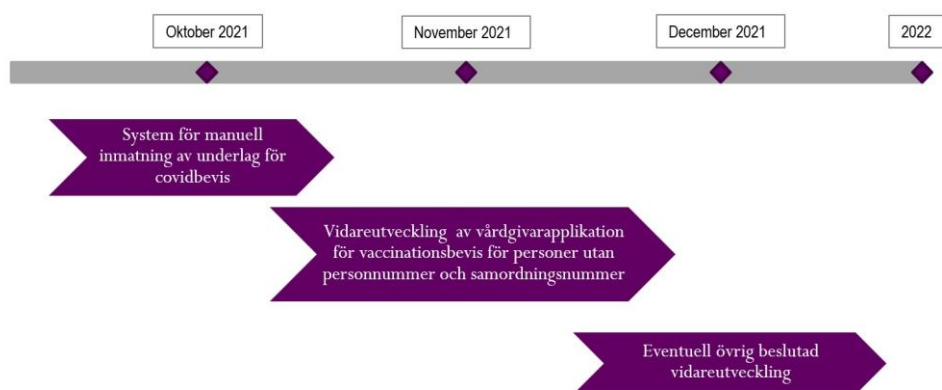 Oktober 2021
November 2021
December 2021
2022
System för manuell
inmatning av underlag för
covidbevis
Vidareutveckling av vårdgivarapplikation
för vaccinationsbevis för personer utan
personnummer och samordningsnummer
Eventuell övrig beslutad
vidareutveckling